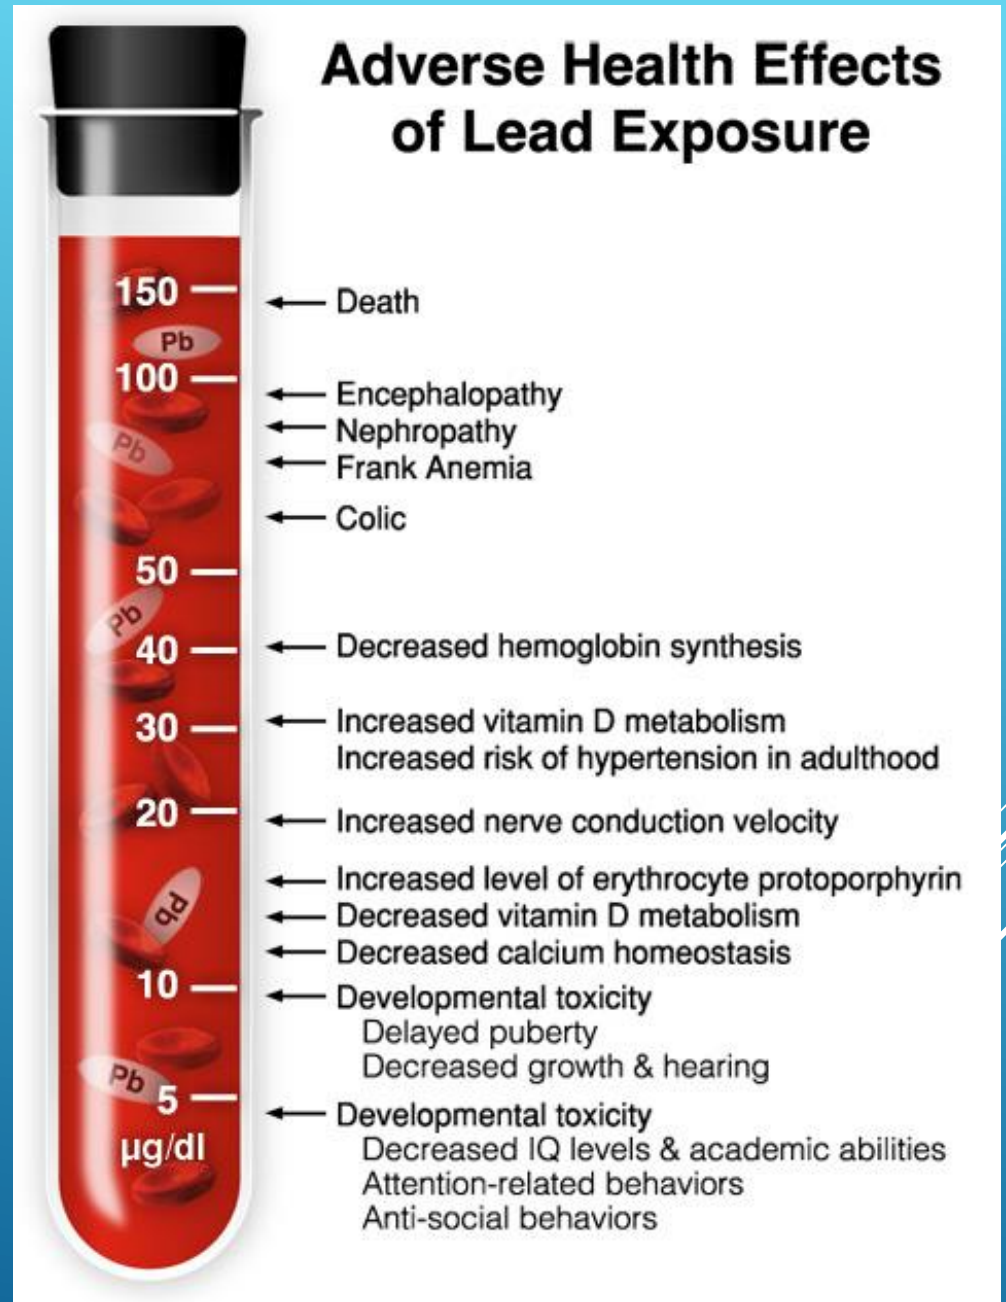 Adverse Health Effects
of Lead Exposure
150
Death
Pb
100
Encephalopathy
Nephropathy
Pb
Frank Anemia
Colic
50
Pb
40
Decreased hemoglobin synthesis
30
Increased vitamin D metabolism
Increased risk of hypertension in adulthood
20
Increased nerve conduction velocity
Increased level of erythrocyte protoporphyrin
Pb
Decreased vitamin D metabolism
Decreased calcium homeostasis
10
Developmental toxicity
Delayed puberty
Decreased growth & hearing
Pb
5
Developmental toxicity
µg/dl
Decreased IQ levels & academic abilities
Attention-related behaviors
Anti-social behaviors